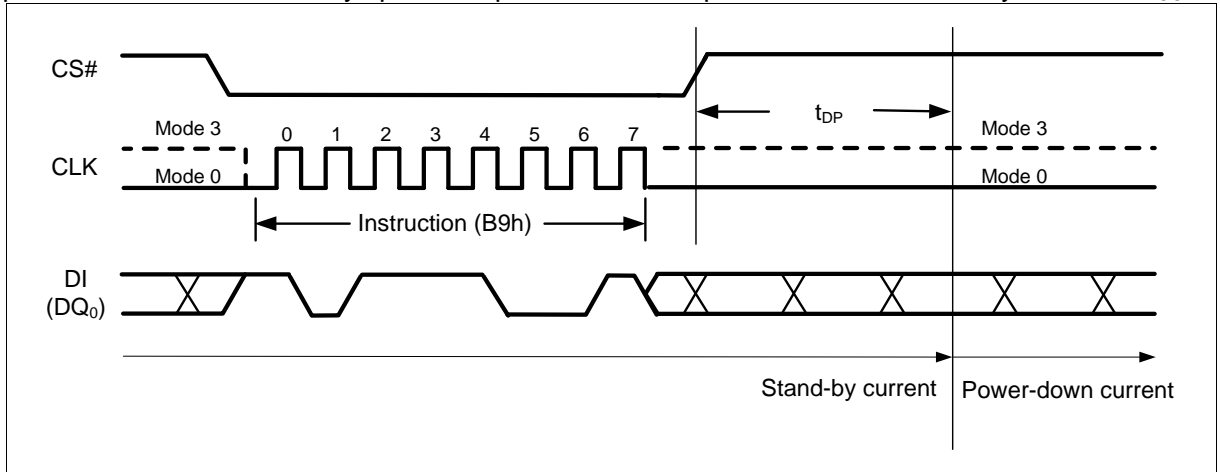 CS#
t_DP
Mode 3
Mode 3
0 1 2 3 4 5 6 7
CLK
Mode 0
Mode 0
Instruction (B9h)
DI
(DQ₀)
Stand-by current
Power-down current